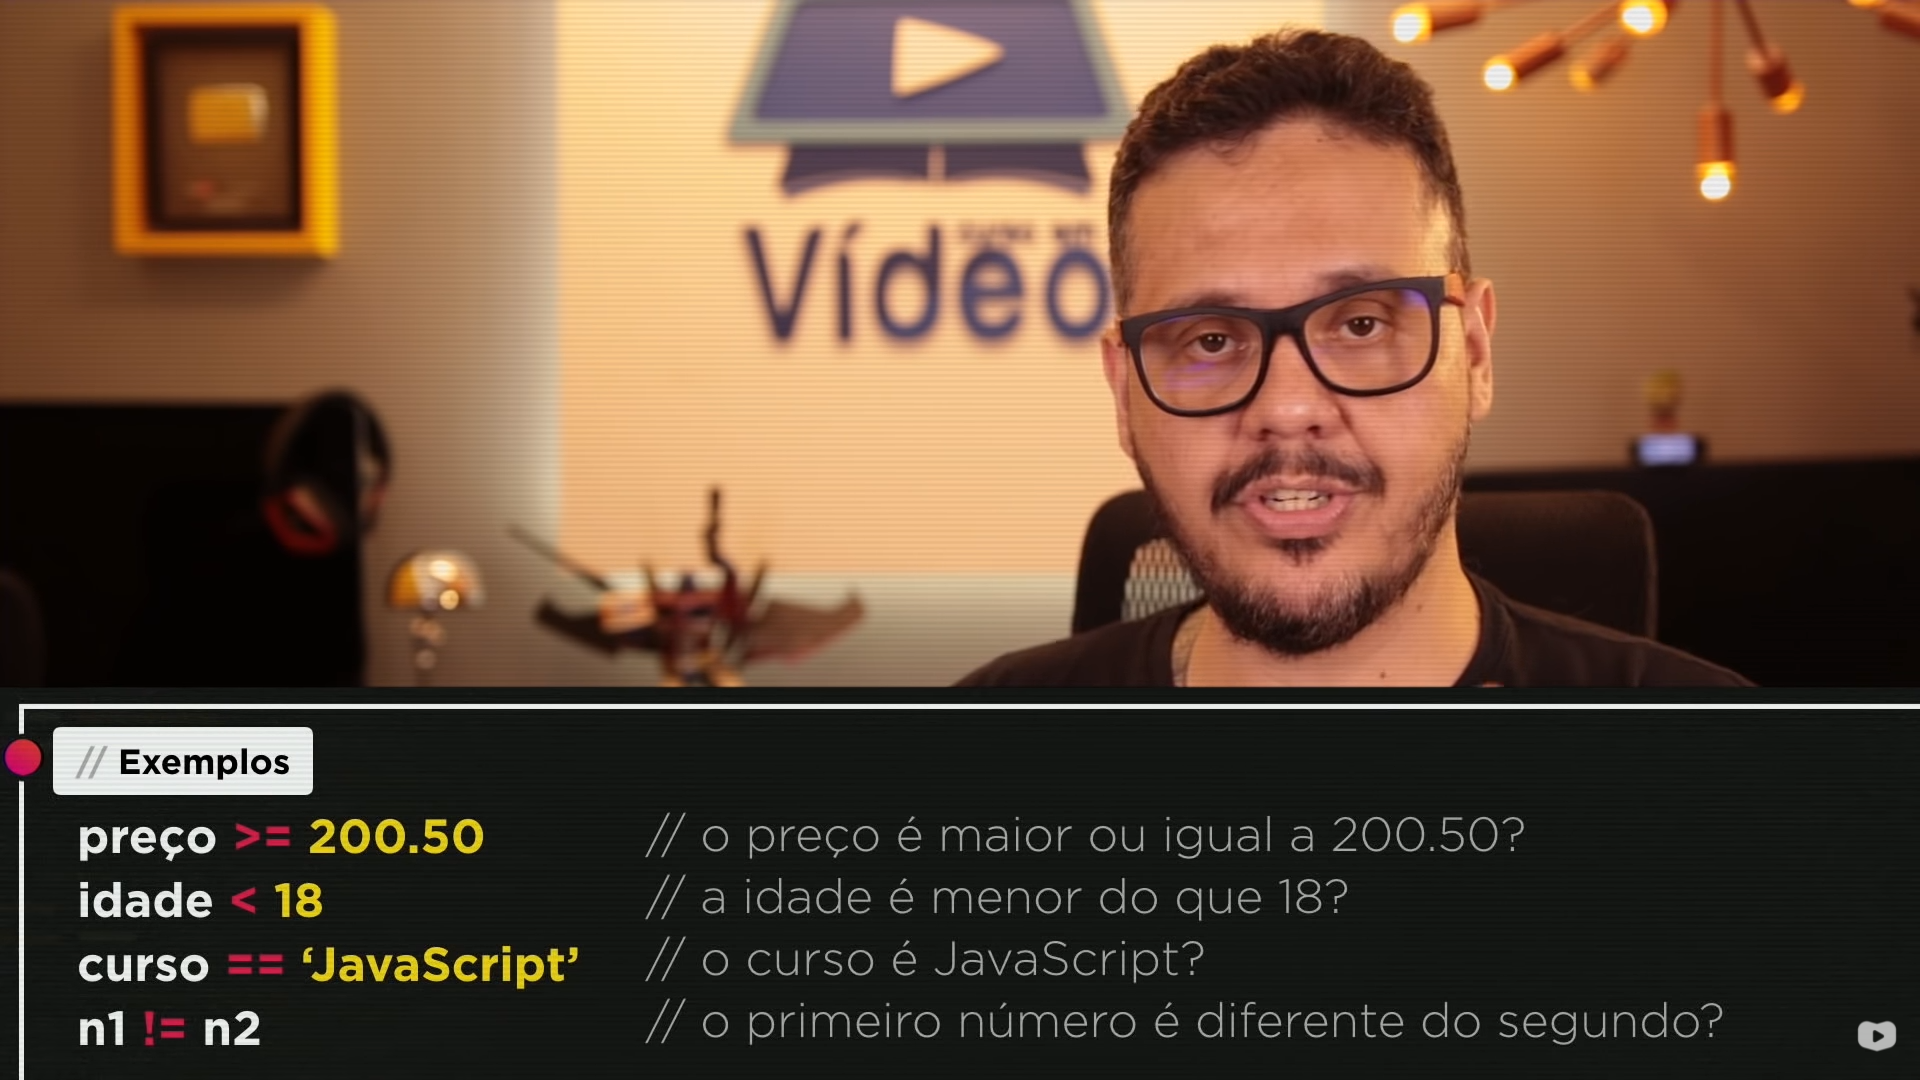 Vídeo
// Exemplos
preço >= 200.50 // o preço é maior ou igual a 200.50?
idade < 18 // a idade é menor do que 18?
curso == ‘JavaScript’ // o curso é JavaScript?
n1 != n2 // o primeiro número é diferente do segundo?